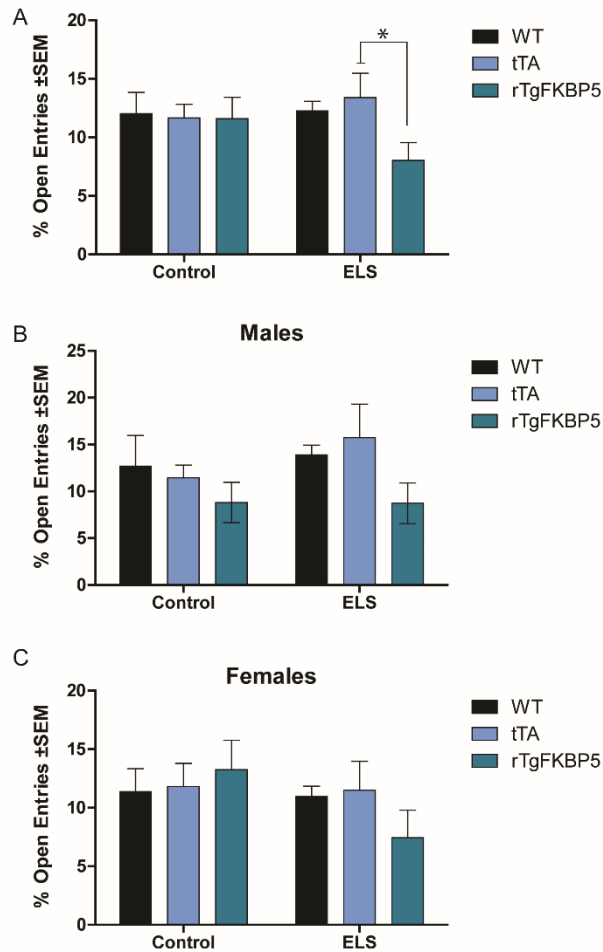 A
% Open Entries ±SEM
20
15
10
5
0
*
Control
ELS
WT
tTA
rTgFKBP5
B
Males
% Open Entries ±SEM
25
20
15
10
5
0
Control
ELS
WT
tTA
rTgFKBP5
C
Females
% Open Entries ±SEM
20
15
10
5
0
Control
ELS
WT
tTA
rTgFKBP5